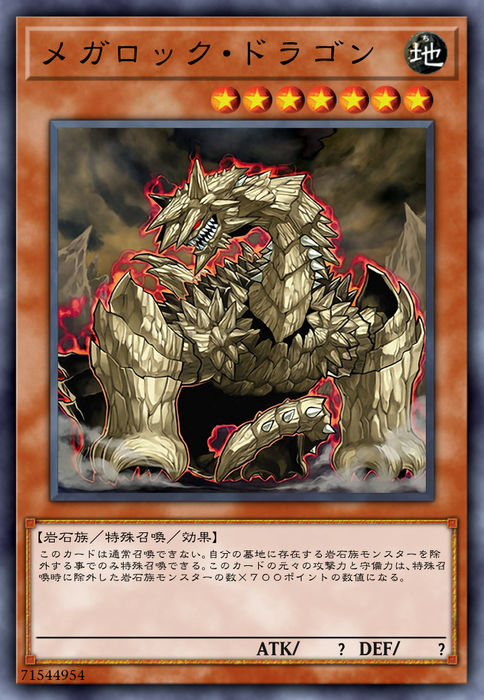 メガロック・ドラゴン
ち
地
【岩石族／特殊召喚／効果】
このカードは通常召喚できない。自分の墓地に存在する岩石族モンスターを除
外する事でのみ特殊召喚できる。このカードの元々の攻撃力と守備力は、特殊召
喚時に除外した岩石族モンスターの数×７００ポイントの数値になる。
ATK/ ? DEF/ ?
71544954